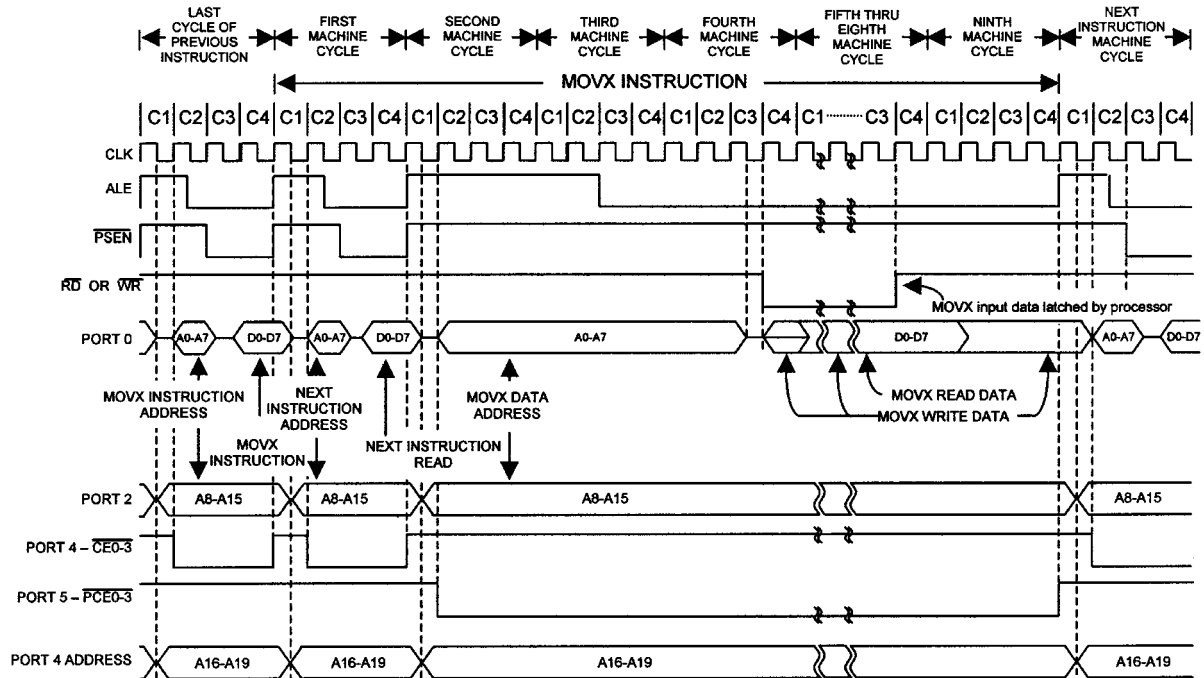 LAST
CYCLE OF
PREVIOUS
INSTRUCTION
FIRST
MACHINE
CYCLE
SECOND
MACHINE
CYCLE
THIRD
MACHINE
CYCLE
FOURTH
MACHINE
CYCLE
FIFTH THRU
EIGHTH
MACHINE
CYCLE
NINTH
MACHINE
CYCLE
NEXT
INSTRUCTION
MACHINE
CYCLE
MOVX INSTRUCTION
C1 C2 C3 C4 C1 C2 C3 C4 C1 C2 C3 C4 C1 C2 C3 C4 C1 C2 C3 C4 C1 ........ C3 C4 C1 C2 C3 C4 C1 C2 C3 C4
CLK
ALE
PSEN
RD OR WR
MOVX input data latched by processor
PORT 0 A0-A7 D0-D7 A0-A7 D0-D7 A0-A7 D0-D7 A0-A7 D0-D7
MOVX INSTRUCTION
ADDRESS
NEXT
INSTRUCTION
ADDRESS
MOVX DATA
ADDRESS
MOVX READ DATA
MOVX WRITE DATA
MOVX
INSTRUCTION
NEXT INSTRUCTION
READ
PORT 2 A8-A15 A8-A15 A8-A15 A8-A15
PORT 4 – CE0-3
PORT 5 – PCE0-3
PORT 4 ADDRESS A16-A19 A16-A19 A16-A19 A16-A19